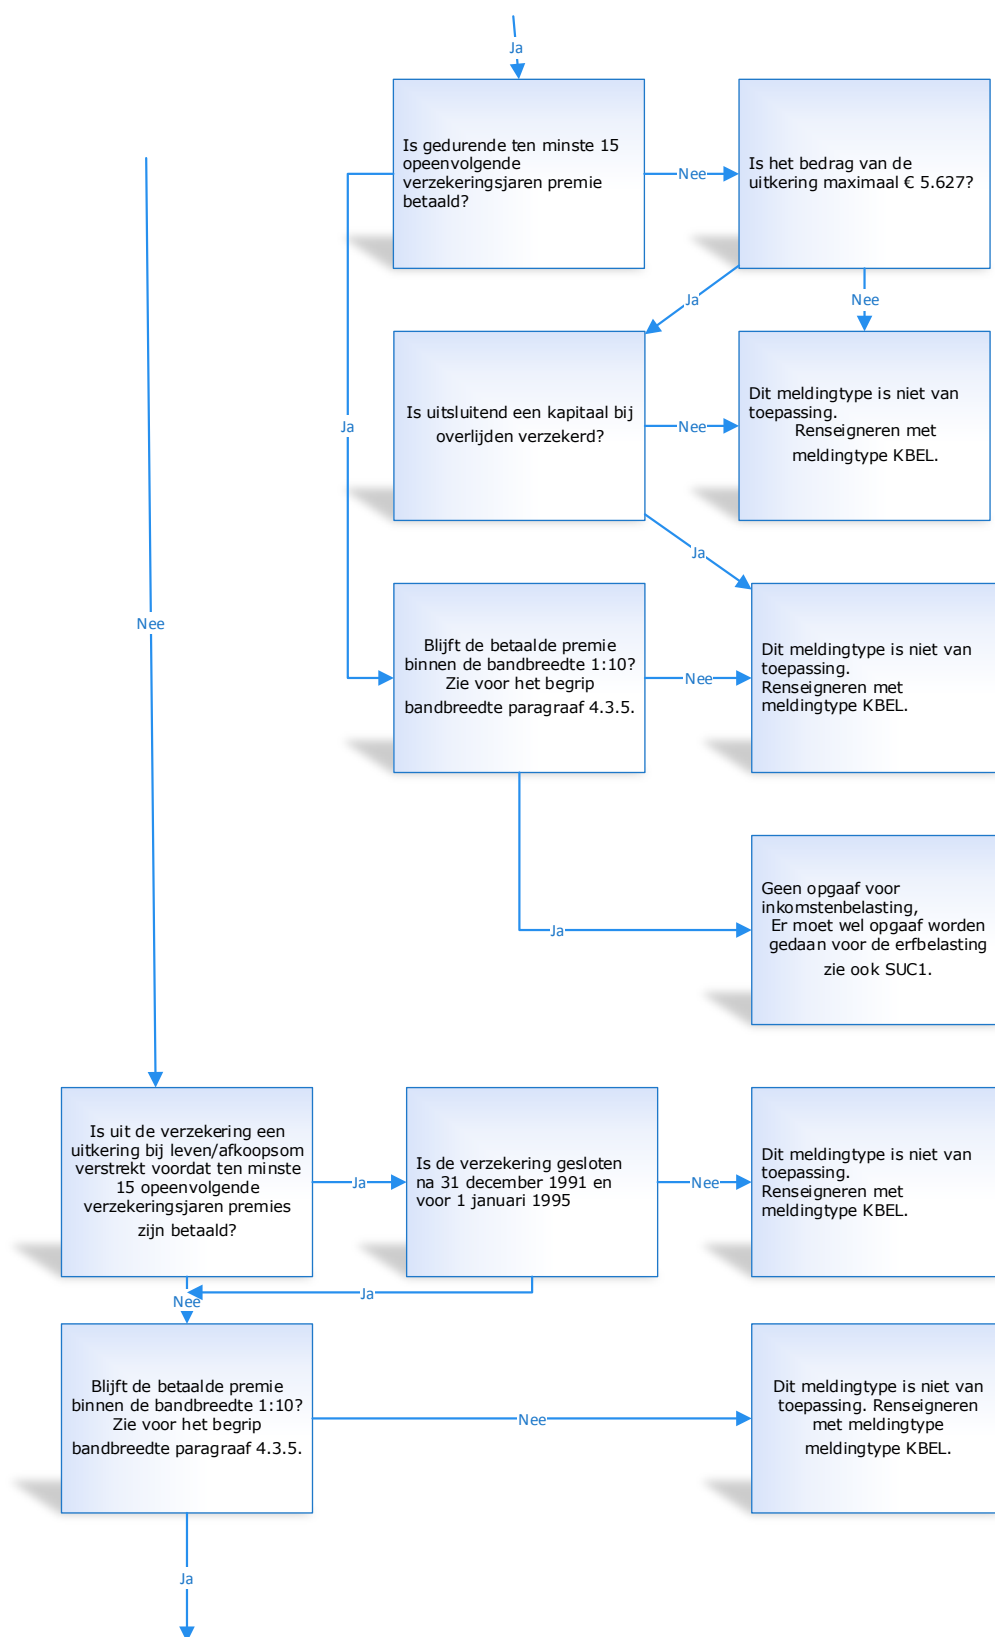 Ja
Is gedurende ten minste 15
opeenvolgende
verzekeringsjaren premie
betaald?
Nee
Is het bedrag van de
uitkering maximaal € 5.627?
Ja
Nee
Is uitsluitend een kapitaal bij
overlijden verzekerd?
Nee
Dit meldingtype is niet van
toepassing.
Renseigneren met
meldingtype KBEL.
Ja
Ja
Nee
Blijft de betaalde premie
binnen de bandbreedte 1:10?
Zie voor het begrip
bandbreedte paragraaf 4.3.5.
Nee
Dit meldingtype is niet van
toepassing.
Renseigneren met
meldingtype KBEL.
Ja
Geen opgaaf voor
inkomstenbelasting,
Er moet wel opgaaf worden
gedaan voor de erfbelasting
zie ook SUC1.
Is uit de verzekering een
uitkering bij leven/afkoopsom
verstrekt voordat ten minste
15 opeenvolgende
verzekeringsjaren premies
zijn betaald?
Ja
Is de verzekering gesloten
na 31 december 1991 en
voor 1 januari 1995
Nee
Dit meldingtype is niet van
toepassing.
Renseigneren met
meldingtype KBEL.
Nee
Ja
Blijft de betaalde premie
binnen de bandbreedte 1:10?
Zie voor het begrip
bandbreedte paragraaf 4.3.5.
Nee
Dit meldingtype is niet van
toepassing. Renseigneren
met meldingtype
meldingtype KBEL.
Ja